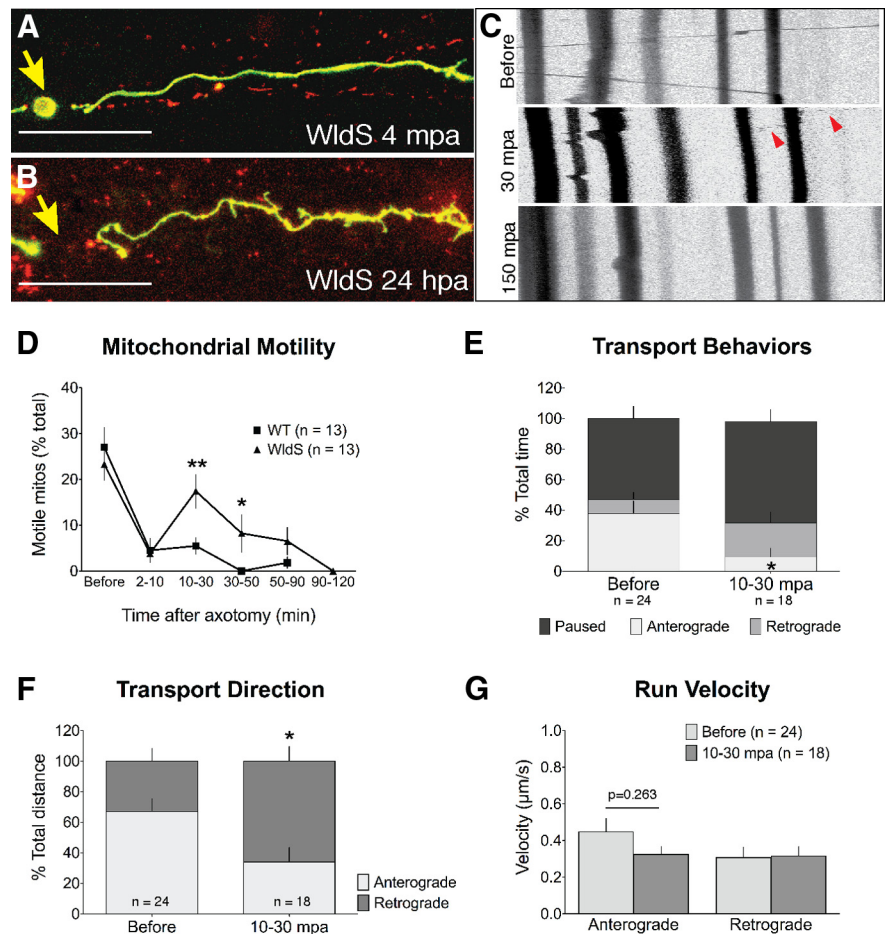 A
WldS 4 mpa
B
WldS 24 hpa
C
Before
30 mpa
150 mpa
D
Mitochondrial Motility
Motile mitos (% total)
40
30
20
10
0
WT (n = 13)
WldS (n = 13)
**
*
Before 2-10 10-30 30-50 50-90 90-120
Time after axotomy (min)
E
Transport Behaviors
% Total time
120
100
80
60
40
20
0
*
Before 10-30 mpa
n = 24 n = 18
Paused Anterograde Retrograde
F
Transport Direction
% Total distance
120
100
80
60
40
20
0
*
n = 24 n = 18
Before 10-30 mpa
Anterograde
Retrograde
G
Run Velocity
Velocity (µm/s)
1.0
0.8
0.6
0.4
0.2
0.0
Before (n = 24)
10-30 mpa (n = 18)
p=0.263
Anterograde Retrograde